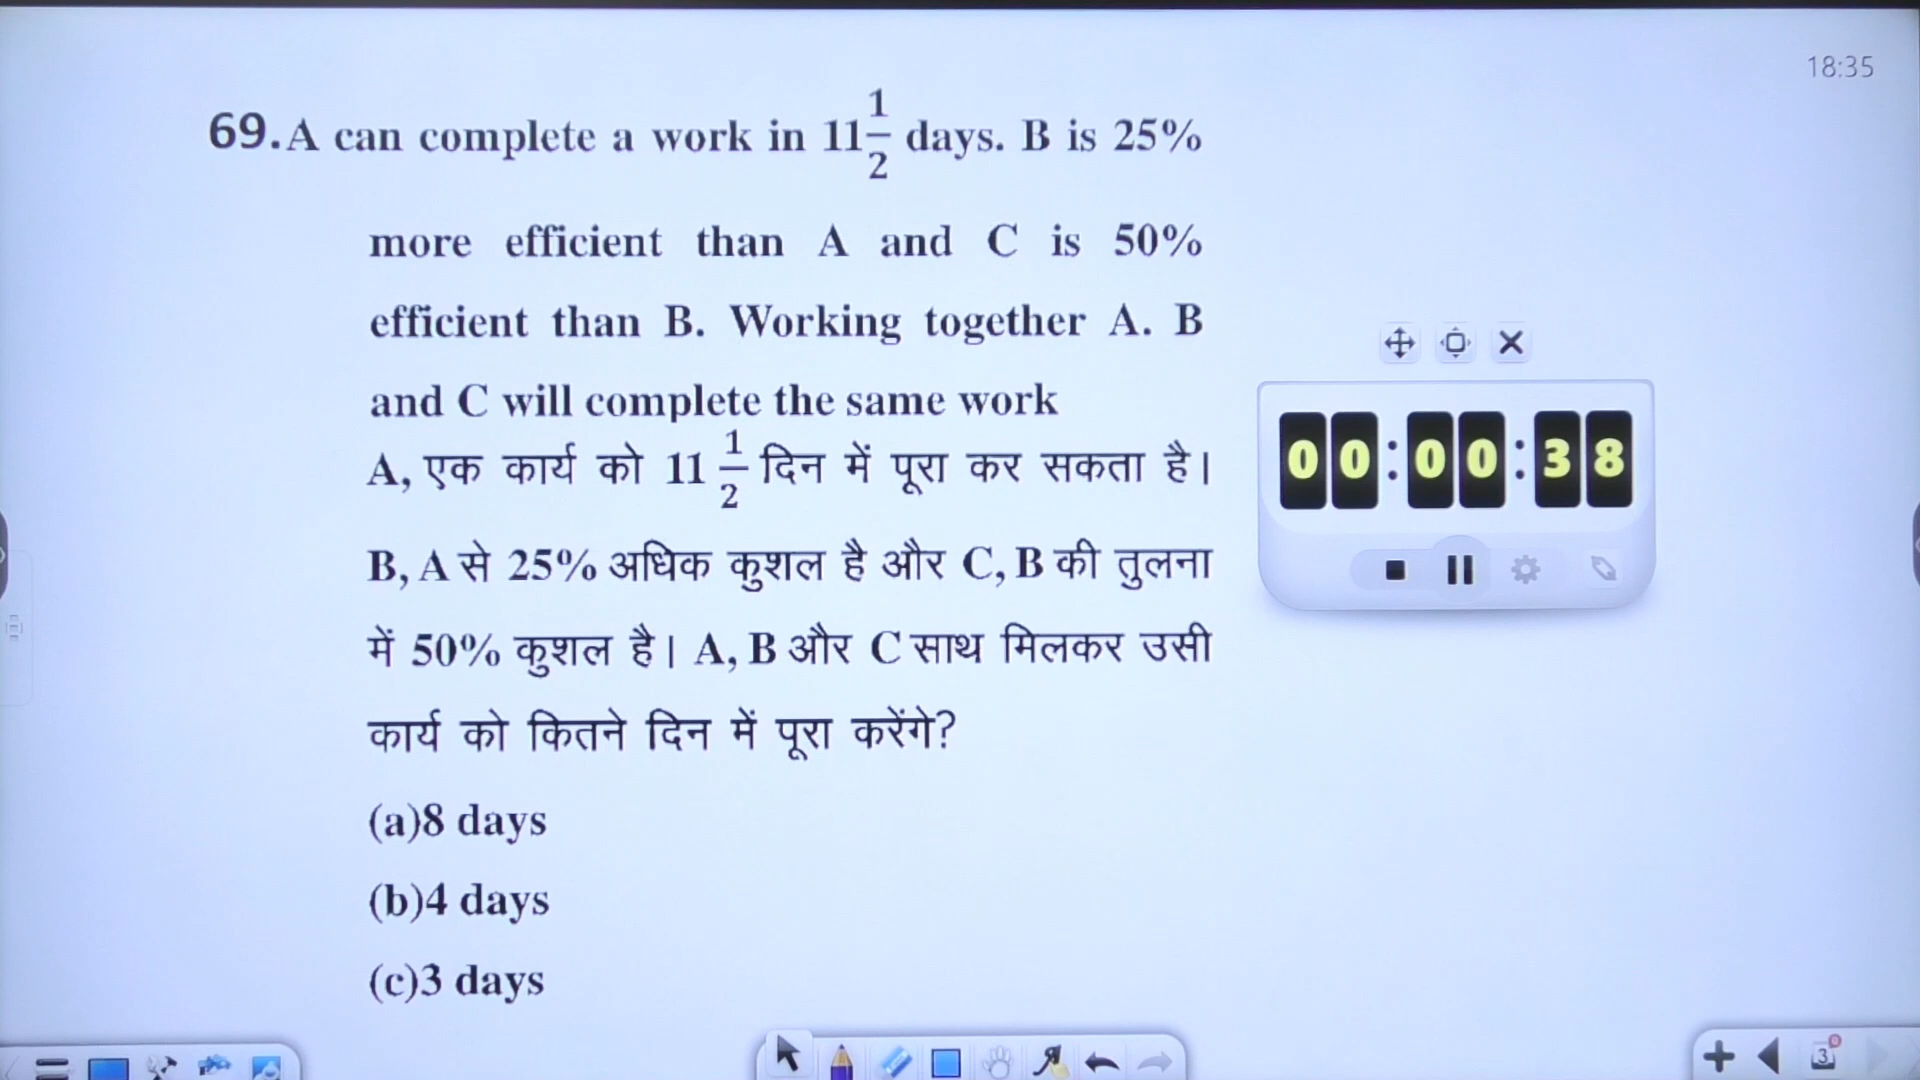 18:35
69. A can complete a work in 11 1/2 days. B is 25%
more efficient than A and C is 50%
efficient than B. Working together A. B
and C will complete the same work
A, एक कार्य को 11 1/2 दिन में पूरा कर सकता है।
B, A से 25% अधिक कुशल है और C, B की तुलना
में 50% कुशल है। A, B और C साथ मिलकर उसी
कार्य को कितने दिन में पूरा करेंगे?
(a)8 days
(b)4 days
(c)3 days
00:00:38
3